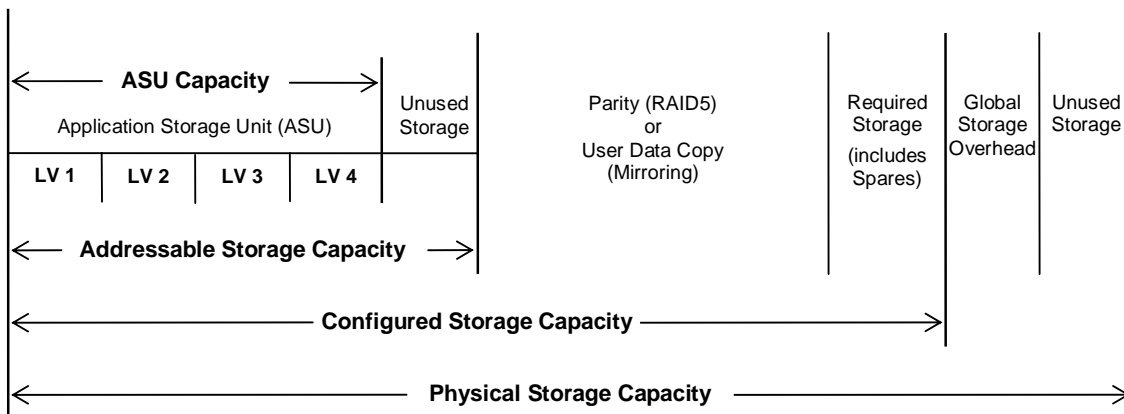 ASU Capacity
Application Storage Unit (ASU)
LV 1
LV 2
LV 3
LV 4
Unused
Storage
Parity (RAID5)
or
User Data Copy
(Mirroring)
Required
Storage
(includes
Spares)
Global
Storage
Overhead
Unused
Storage
Addressable Storage Capacity
Configured Storage Capacity
Physical Storage Capacity